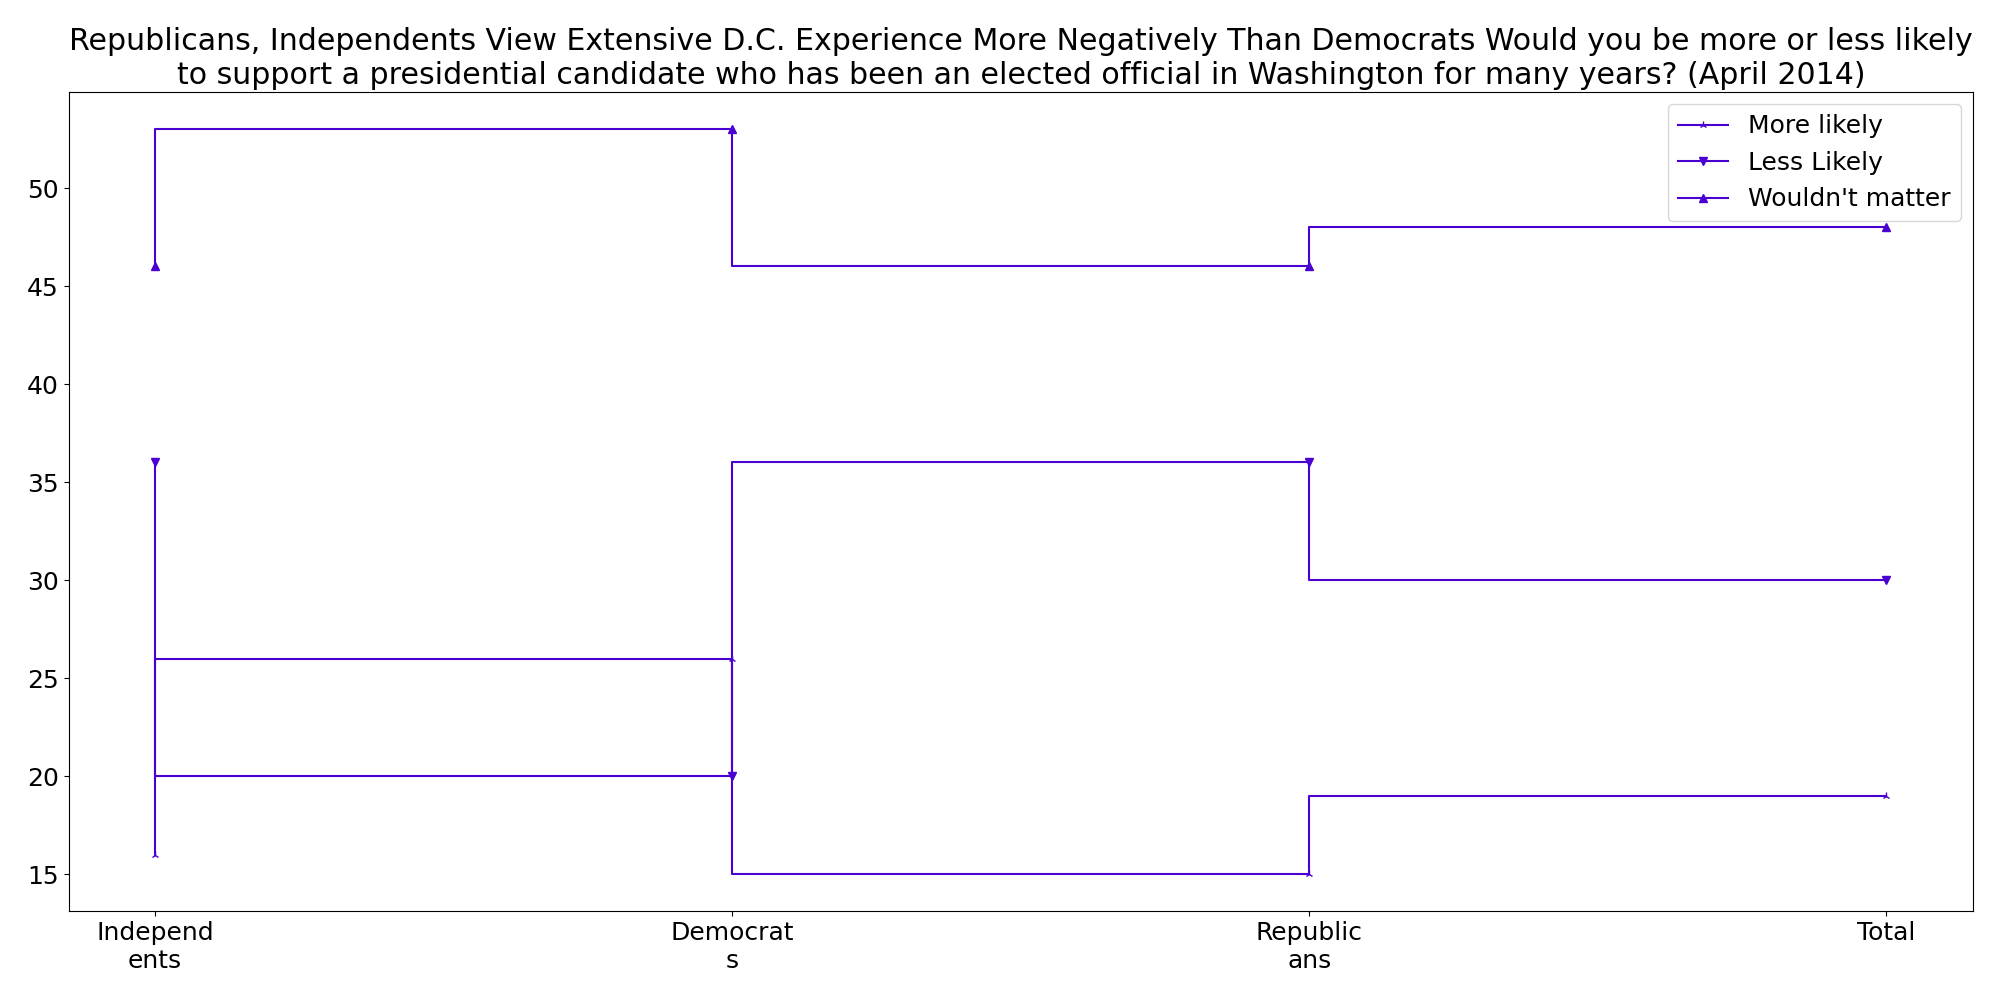 Republicans, Independents View Extensive D.C. Experience More Negatively Than Democrats Would you be more or less likely
to support a presidential candidate who has been an elected official in Washington for many years? (April 2014)
More likely
Less Likely
Wouldn't matter
50
45
40
35
30
25
20
15
Independ
ents
Democrat
s
Republic
ans
Total